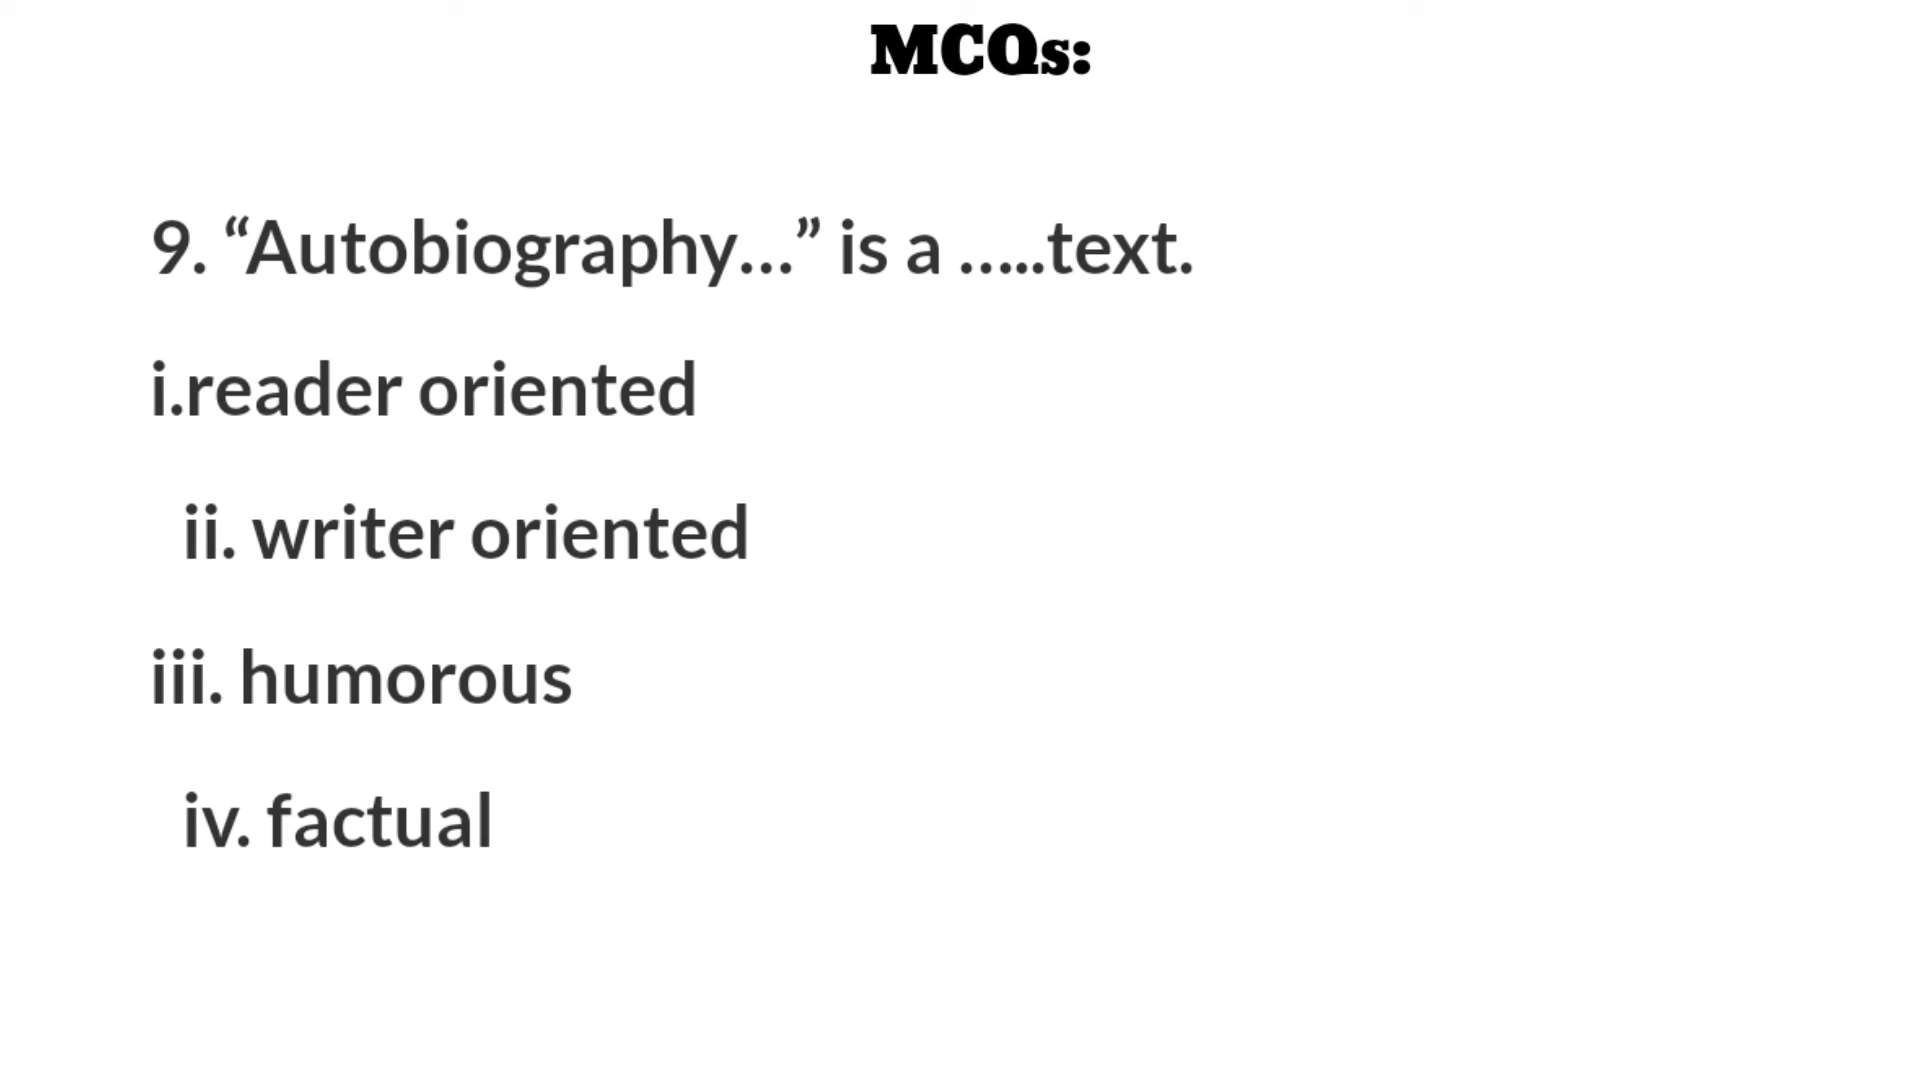 MCQs:
9. “Autobiography...” is a .....text.
i.reader oriented
ii. writer oriented
iii. humorous
iv. factual